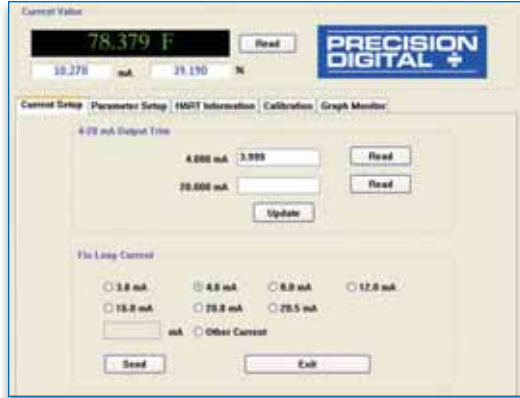 Current Value
78.379 F
Read
PRECISION
DIGITAL
10.270 mA 39.190 %
Current Setup Parameter Setup HART Information Calibration Graph Monitor
4-20 mA Output Trim
4.000 mA 3.999 Read
20.000 mA Read
Update
Fix Loop Current
3.8 mA 4.0 mA 8.0 mA 12.0 mA
16.0 mA 20.0 mA 20.5 mA
mA Other Current
Send Exit